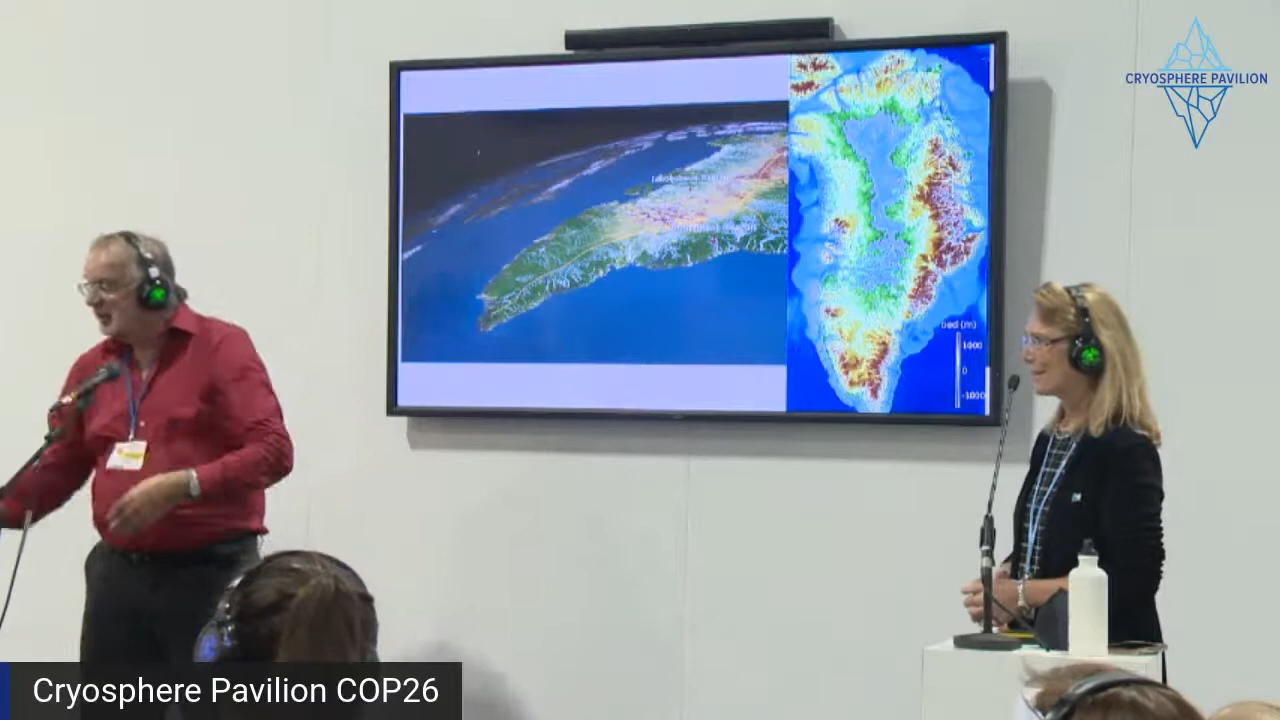 CRYOSPHERE PAVILION
bed (m)
1000
0
-1000
Cryosphere Pavilion COP26